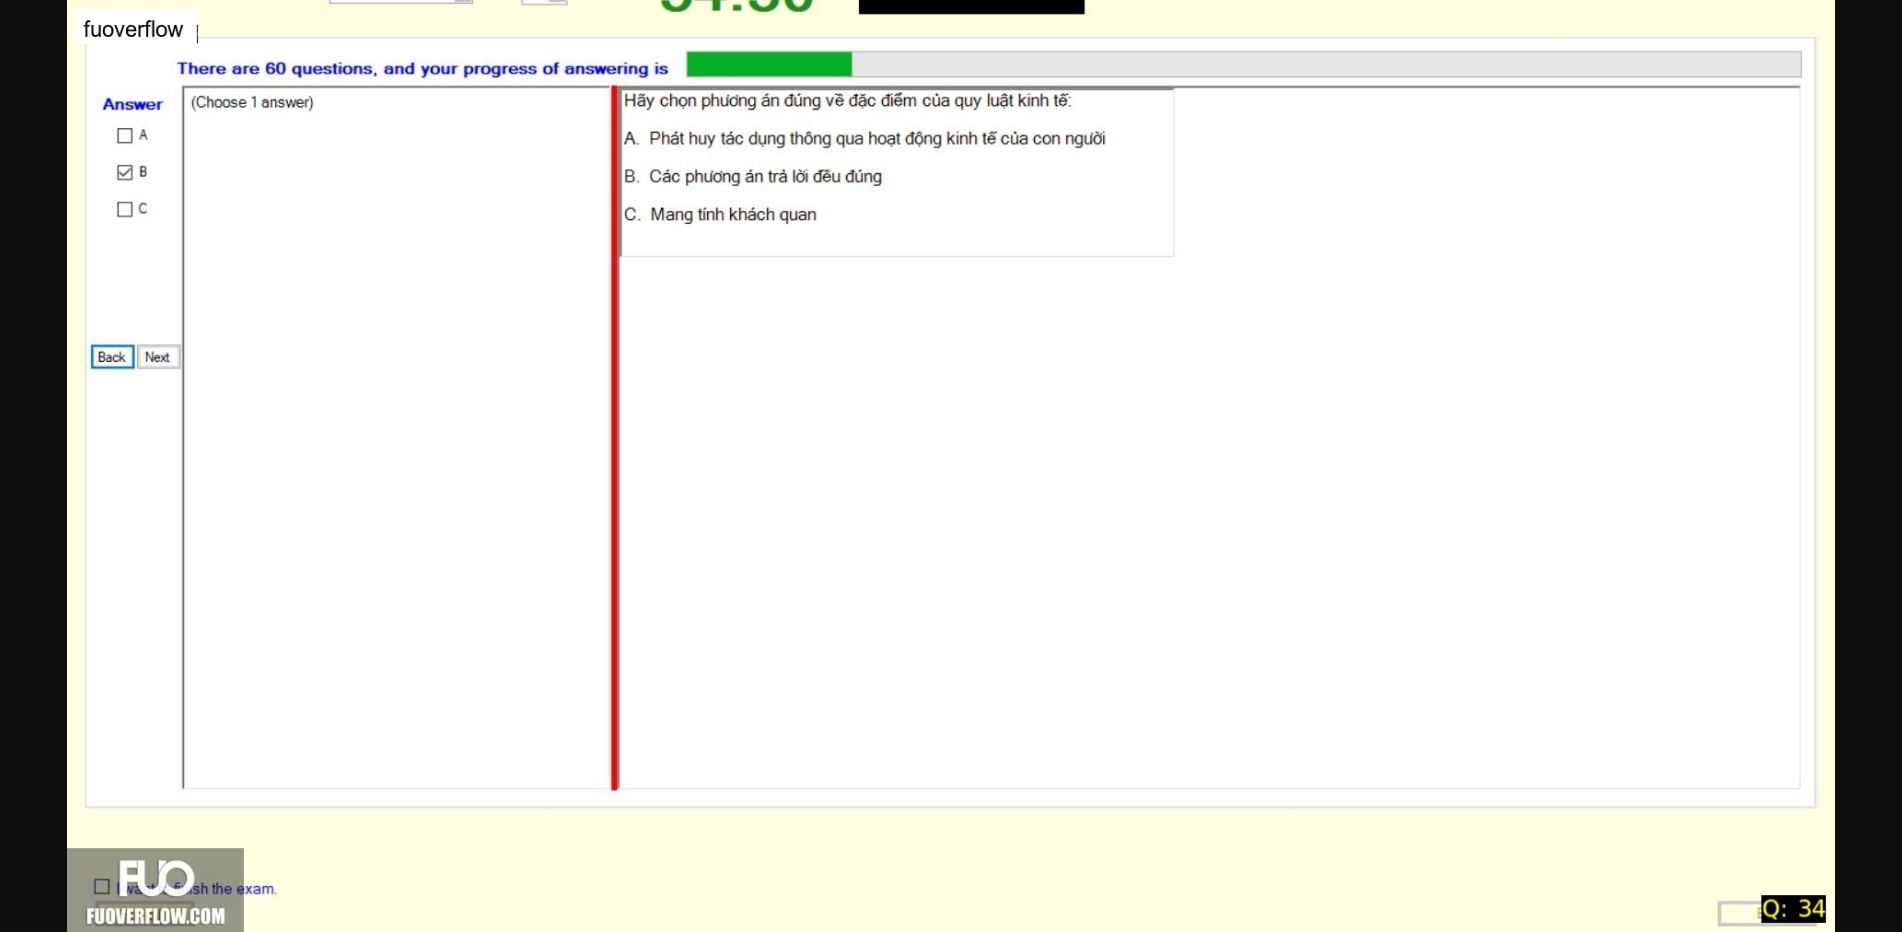 fuoverflow
There are 60 questions, and your progress of answering is
Answer
(Choose 1 answer)
A
B
C
Back Next
Hãy chọn phương án đúng về đặc điểm của quy luật kinh tế:
A. Phát huy tác dụng thông qua hoạt động kinh tế của con người
B. Các phương án trả lời đều đúng
C. Mang tính khách quan
FUO
sh the exam.
FUOVERFLOW.COM
Q: 34